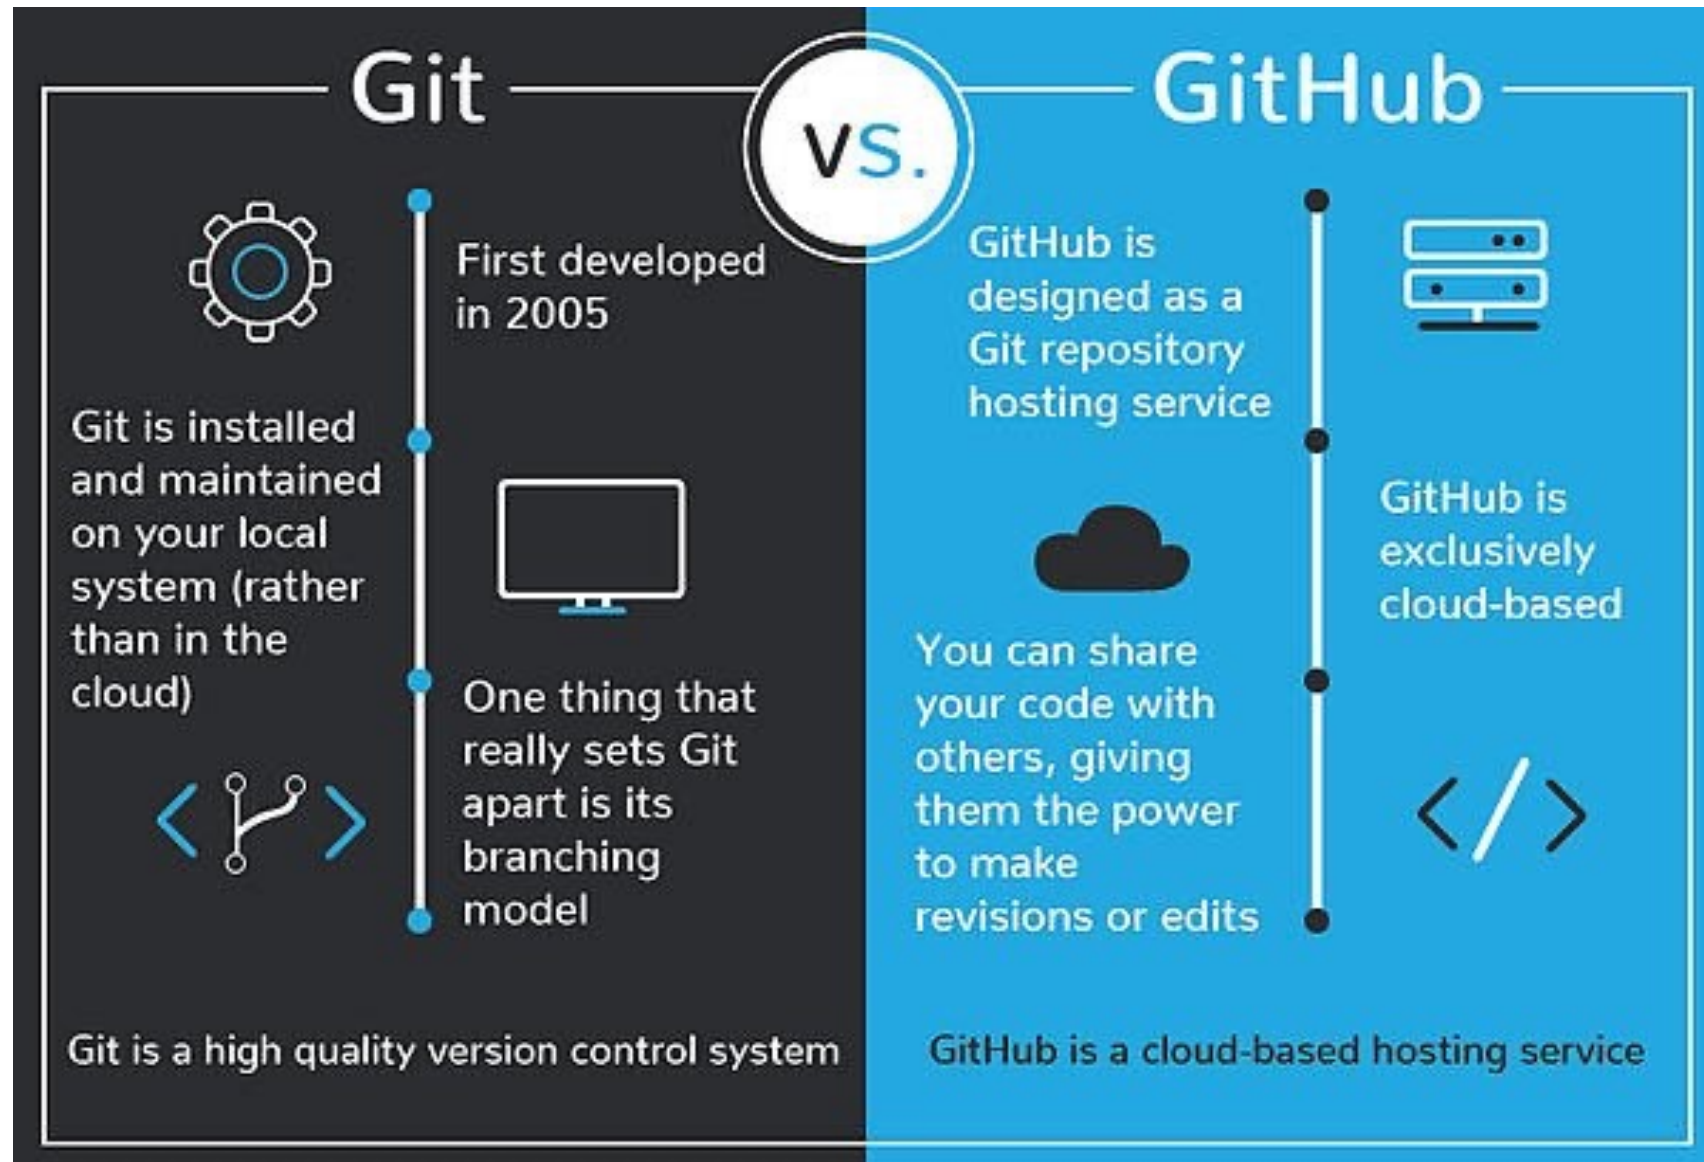 Git
vs.
GitHub
First developed
in 2005
Git is installed
and maintained
on your local
system (rather
than in the
cloud)
One thing that
really sets Git
apart is its
branching
model
Git is a high quality version control system
GitHub is
designed as a
Git repository
hosting service
GitHub is
exclusively
cloud-based
You can share
your code with
others, giving
them the power
to make
revisions or edits
GitHub is a cloud-based hosting service